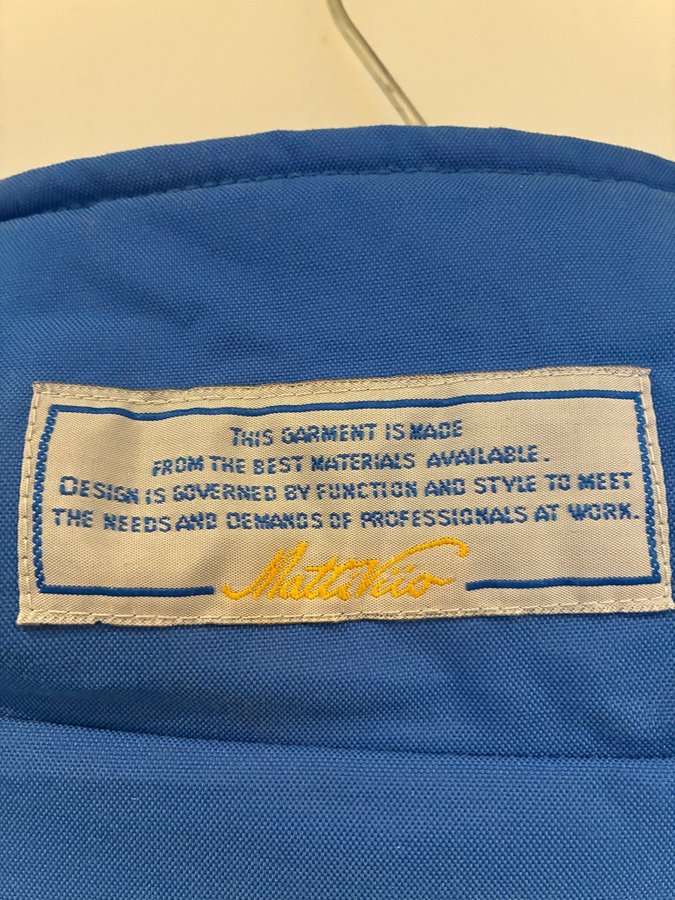 THIS GARMENT IS MADE
FROM THE BEST MATERIALS AVAILABLE.
DESIGN IS GOVERNED BY FUNCTION AND STYLE TO MEET
THE NEEDS AND DEMANDS OF PROFESSIONALS AT WORK.
MattiViio